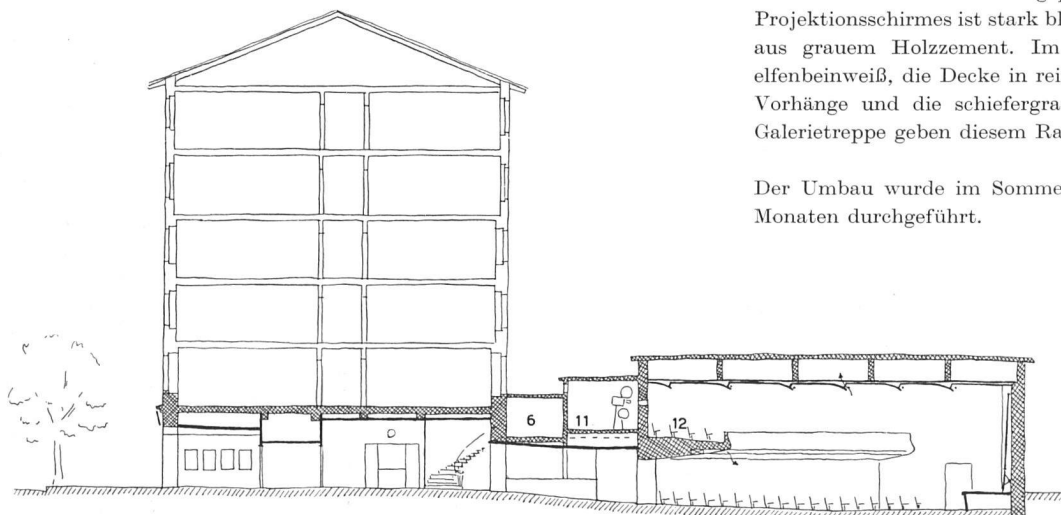 Projektionsschirmes ist stark
aus grauem Holzzement. Im
elfenbeinweiß, die Decke in
Vorhänge und die
Galerietreppe geben diesem
Der Umbau wurde im
Monaten durchgeführt.
6 11 12